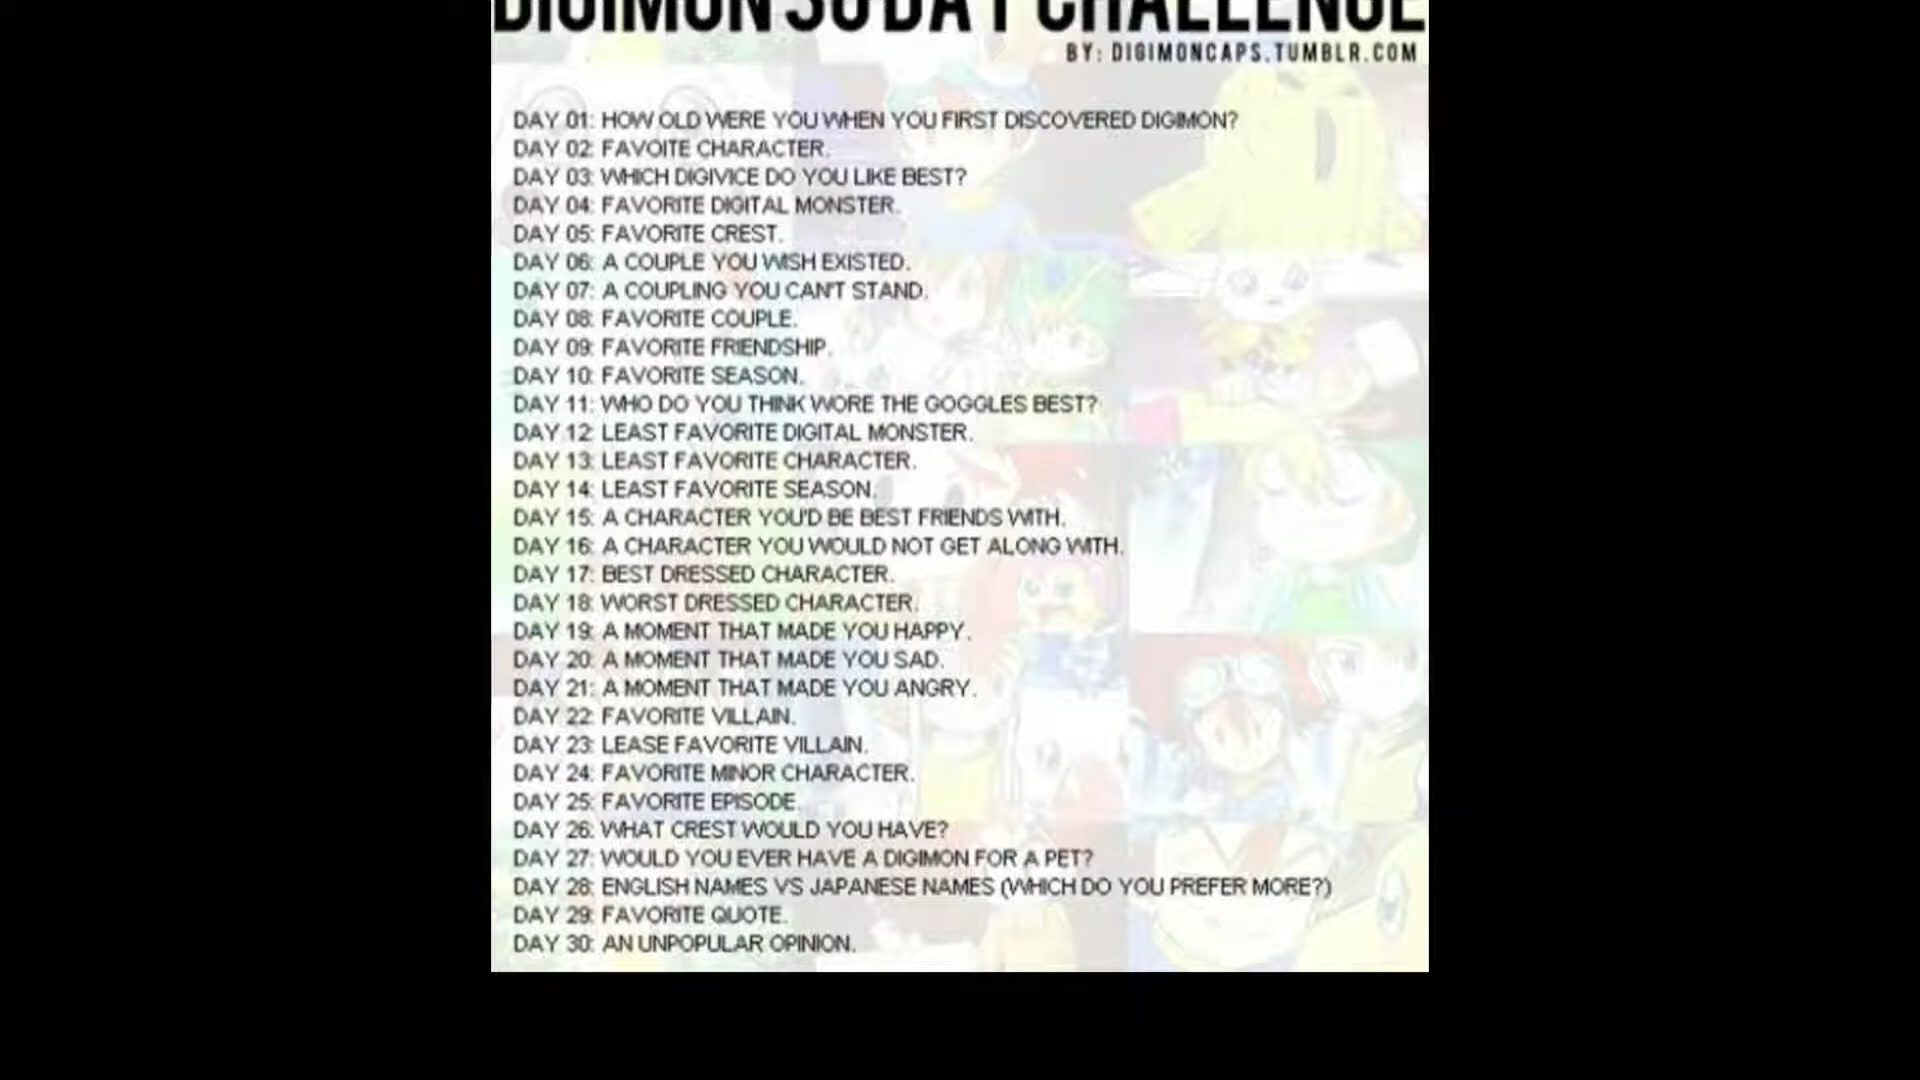 DIGIMON 30 DAY CHALLENGE
BY: DIGIMONCAPS.TUMBLR.COM
DAY 01: HOW OLD WERE YOU WHEN YOU FIRST DISCOVERED DIGIMON?
DAY 02: FAVOITE CHARACTER.
DAY 03: WHICH DIGIVICE DO YOU LIKE BEST?
DAY 04: FAVORITE DIGITAL MONSTER.
DAY 05: FAVORITE CREST.
DAY 06: A COUPLE YOU WISH EXISTED.
DAY 07: A COUPLING YOU CAN'T STAND.
DAY 08: FAVORITE COUPLE.
DAY 09: FAVORITE FRIENDSHIP.
DAY 10: FAVORITE SEASON.
DAY 11: WHO DO YOU THINK WORE THE GOGGLES BEST?
DAY 12: LEAST FAVORITE DIGITAL MONSTER.
DAY 13: LEAST FAVORITE CHARACTER.
DAY 14: LEAST FAVORITE SEASON.
DAY 15: A CHARACTER YOU'D BE BEST FRIENDS WITH.
DAY 16: A CHARACTER YOU WOULD NOT GET ALONG WITH.
DAY 17: BEST DRESSED CHARACTER.
DAY 18: WORST DRESSED CHARACTER.
DAY 19: A MOMENT THAT MADE YOU HAPPY.
DAY 20: A MOMENT THAT MADE YOU SAD.
DAY 21: A MOMENT THAT MADE YOU ANGRY.
DAY 22: FAVORITE VILLAIN.
DAY 23: LEASE FAVORITE VILLAIN.
DAY 24: FAVORITE MINOR CHARACTER.
DAY 25: FAVORITE EPISODE.
DAY 26: WHAT CREST WOULD YOU HAVE?
DAY 27: WOULD YOU EVER HAVE A DIGIMON FOR A PET?
DAY 28: ENGLISH NAMES VS JAPANESE NAMES (WHICH DO YOU PREFER MORE?)
DAY 29: FAVORITE QUOTE.
DAY 30: AN UNPOPULAR OPINION.